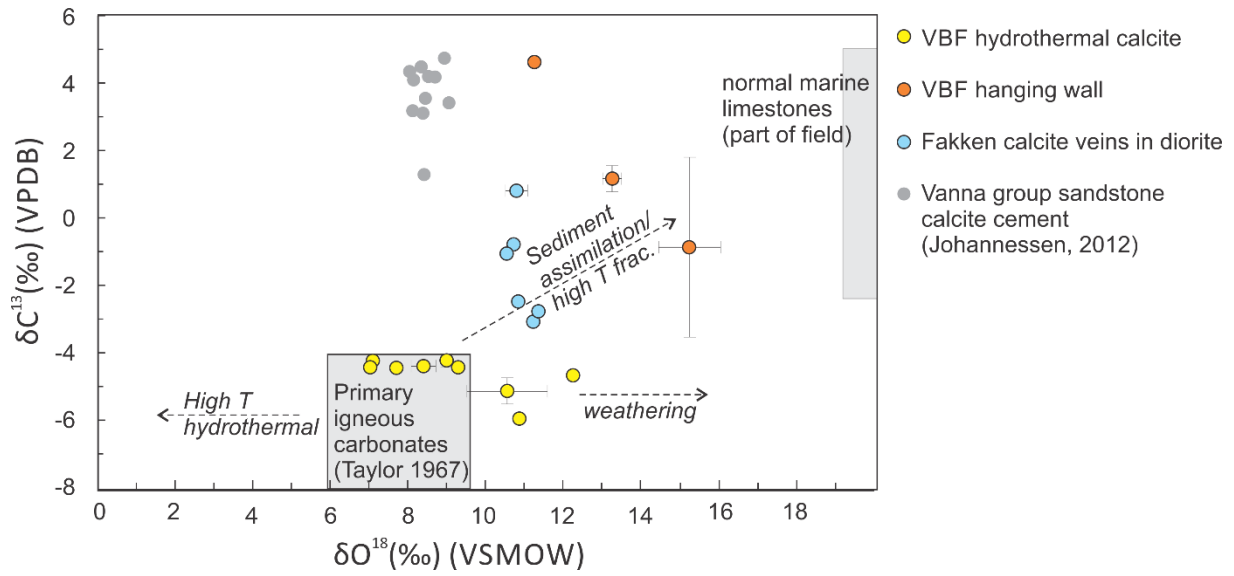 6
4
2
0
-2
-4
-6
-8
δC¹³(‰) (VPDB)
0
2
4
6
8
10
12
14
16
18
δO¹⁸(‰) (VSMOW)
normal marine
limestones
(part of field)
Sediment
assimilation/
high T frac.
High T
hydrothermal
Primary
igneous
carbonates
(Taylor 1967)
weathering
VBF hydrothermal calcite
VBF hanging wall
Fakken calcite veins in diorite
Vanna group sandstone
calcite cement
(Johannessen, 2012)